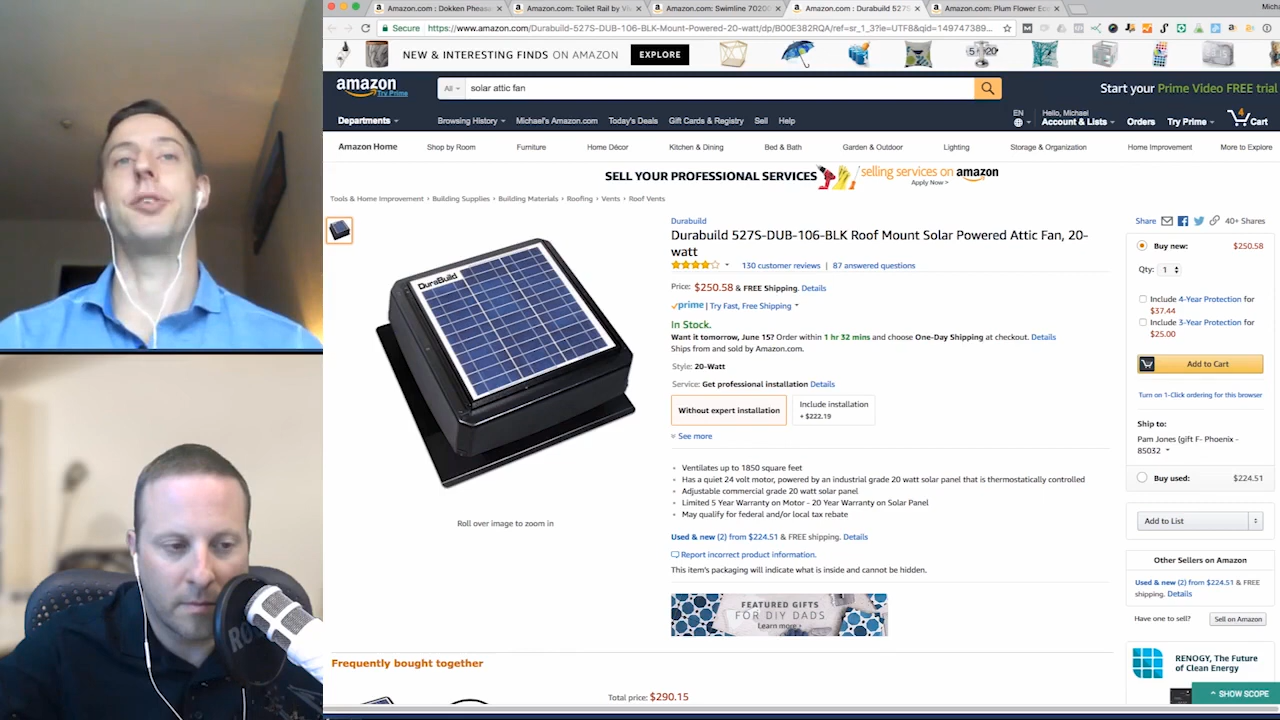 Amazon.com : Dokken Pheasa
Amazon.com: Toilet Rail by Vi
Amazon.com: Swimline 70200
Amazon.com: Durabuild 527S
Amazon.com: Plum Flower Ec
Mich
Secure
https://www.amazon.com/Durabuild-527S-DUB-106-BLK-Mount-Powered-20-watt/dp/B00E382RQA/ref=sr_1_3?ie=UTF8&qid=149747389...
NEW & INTERESTING FINDS ON AMAZON EXPLORE
amazon
Try Prime
All
solar attic fan
Start your Prime Video FREE trial
Departments
Browsing History
Michael's Amazon.com
Today's Deals
Gift Cards & Registry
Sell
Help
EN
Hello, Michael
Account & Lists
Orders
Try Prime
4
Cart
Amazon Home
Shop by Room
Furniture
Home Décor
Kitchen & Dining
Bed & Bath
Garden & Outdoor
Lighting
Storage & Organization
Home Improvement
More to Explore
SELL YOUR PROFESSIONAL SERVICES
selling services on amazon
Apply Now >
Tools & Home Improvement › Building Supplies › Building Materials › Roofing › Vents › Roof Vents
DuraBuild
Roll over image to zoom in
Durabuild
Durabuild 527S-DUB-106-BLK Roof Mount Solar Powered Attic Fan, 20-
watt
130 customer reviews | 87 answered questions
Price: $250.58 & FREE Shipping. Details
prime | Try Fast, Free Shipping
In Stock.
Want it tomorrow, June 15? Order within 1 hr 32 mins and choose One-Day Shipping at checkout. Details
Ships from and sold by Amazon.com.
Style: 20-Watt
Service: Get professional installation Details
Without expert installation
Include installation
+ $222.19
See more
Ventilates up to 1850 square feet
Has a quiet 24 volt motor, powered by an industrial grade 20 watt solar panel that is thermostatically controlled
Adjustable commercial grade 20 watt solar panel
Limited 5 Year Warranty on Motor - 20 Year Warranty on Solar Panel
May qualify for federal and/or local tax rebate
Used & new (2) from $224.51 & FREE shipping. Details
Report incorrect product information.
This item's packaging will indicate what is inside and cannot be hidden.
FEATURED GIFTS
FOR DIY DADS
Learn more ›
Share
40+ Shares
Buy new: $250.58
Qty: 1
Include 4-Year Protection for
$37.44
Include 3-Year Protection for
$25.00
Add to Cart
Turn on 1-Click ordering for this browser
Ship to:
Pam Jones (gift F- Phoenix -
85032
Buy used: $224.51
Add to List
Other Sellers on Amazon
Used & new (2) from $224.51 & FREE
shipping. Details
Have one to sell?
Sell on Amazon
RENOGY, The Future
of Clean Energy
SHOW SCOPE
Frequently bought together
Total price: $290.15